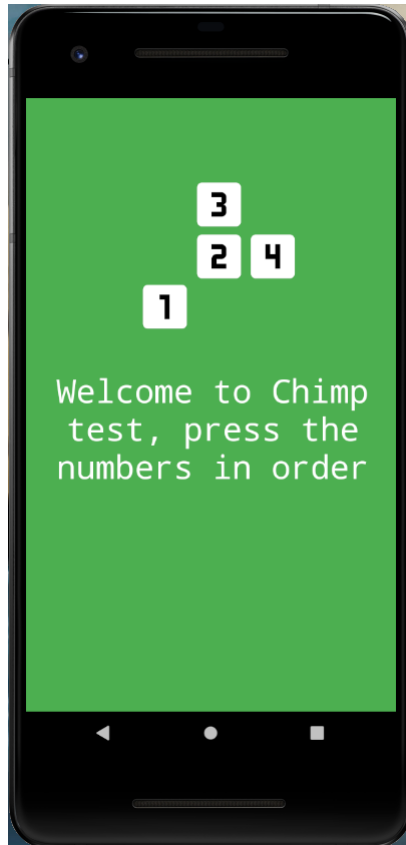 3
2 4
1
Welcome to Chimp
test, press the
numbers in order